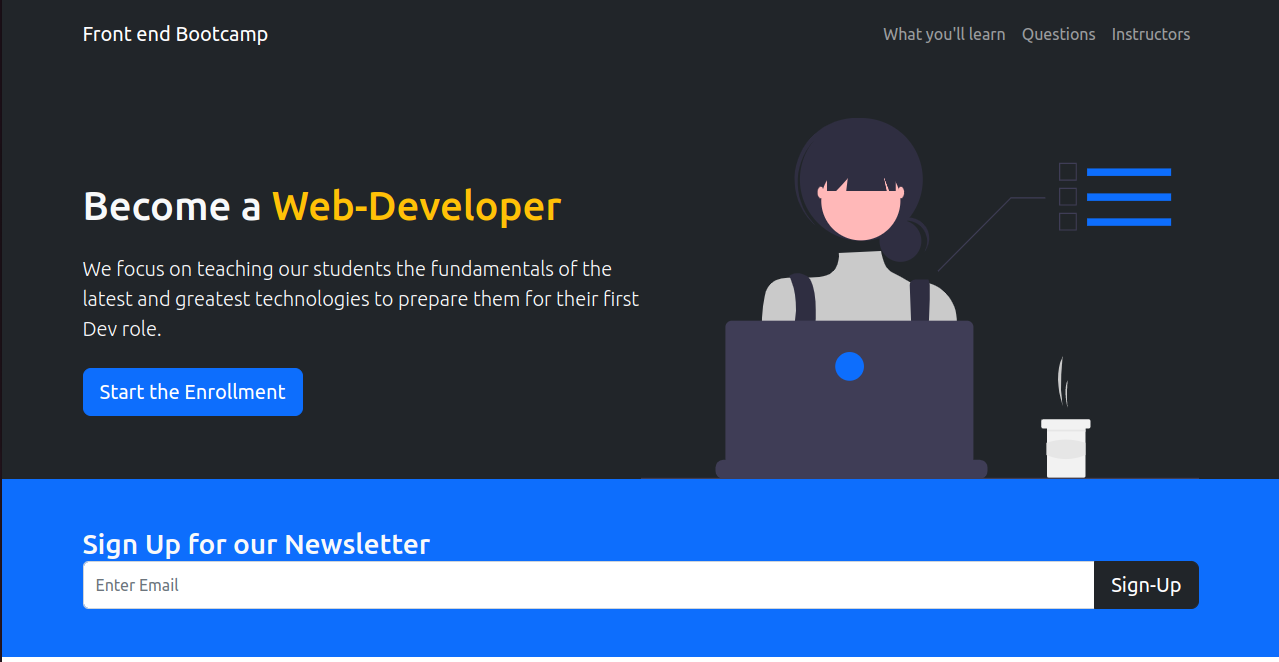 Front end Bootcamp
What you'll learn Questions Instructors
Become a Web-Developer
We focus on teaching our students the fundamentals of the
latest and greatest technologies to prepare them for their first
Dev role.
Start the Enrollment
Sign Up for our Newsletter
Enter Email
Sign-Up